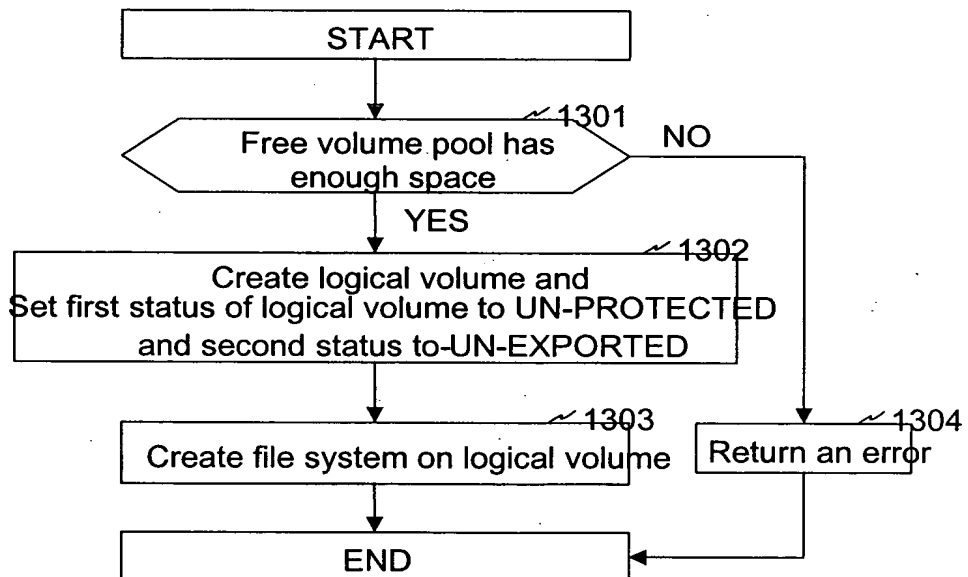 START
1301
Free volume pool has
enough space
NO
YES
1302
Create logical volume and
Set first status of logical volume to UN-PROTECTED
and second status to-UN-EXPORTED
1303
Create file system on logical volume
1304
Return an error
END